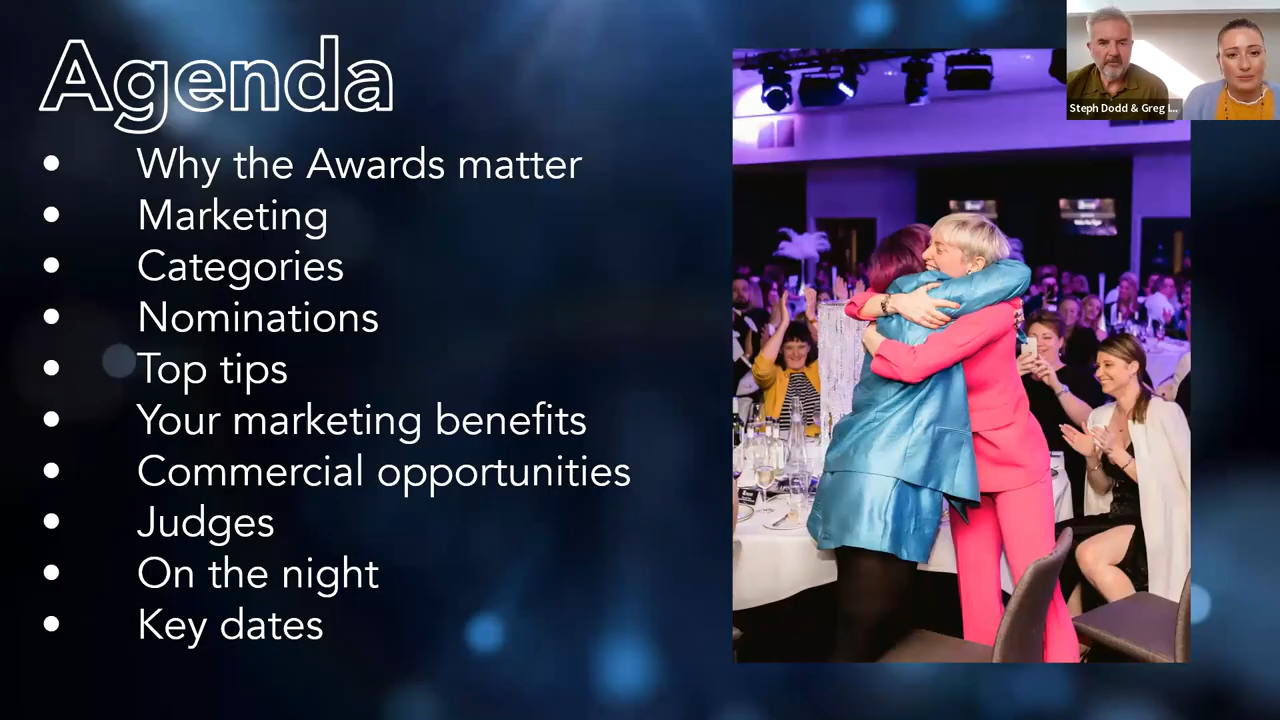 Agenda
• Why the Awards matter
• Marketing
• Categories
• Nominations
• Top tips
• Your marketing benefits
• Commercial opportunities
• Judges
• On the night
• Key dates
Steph Dodd & Greg I...